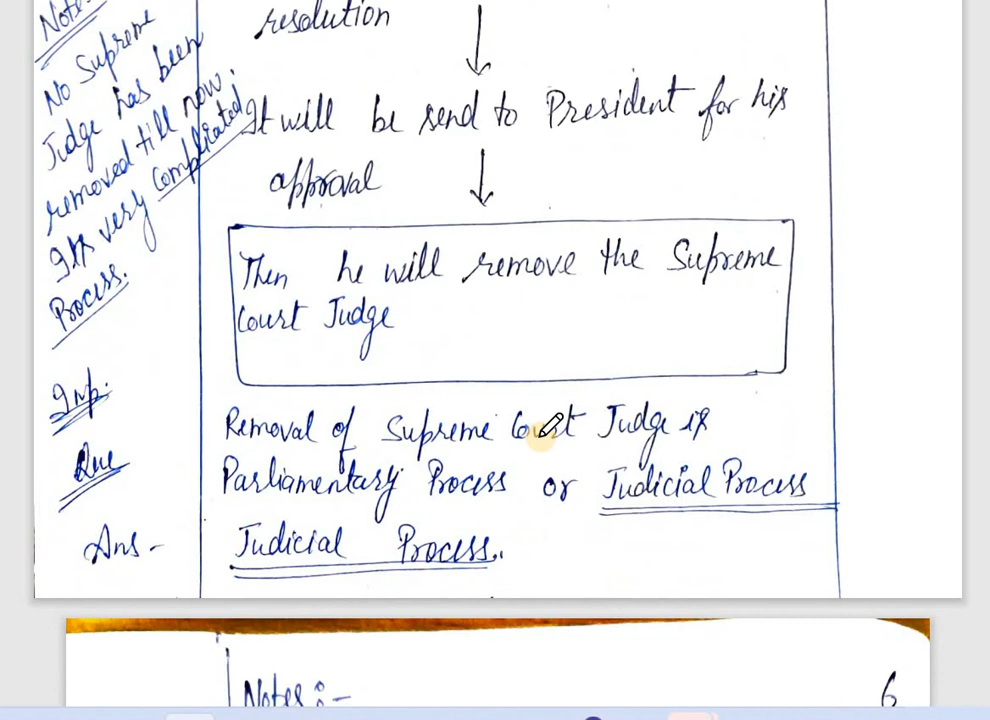 Note:
No Supreme
Judge has been
removed till now.
Its very Complicated
Process.
resolution
It will be send to President for his
approval
Then he will remove the Supreme
Court Judge
Imp.
Que
Removal of Supreme Court Judge is
Parliamentary Process or Judicial Process
Ans - Judicial Process..
Notes :- 6